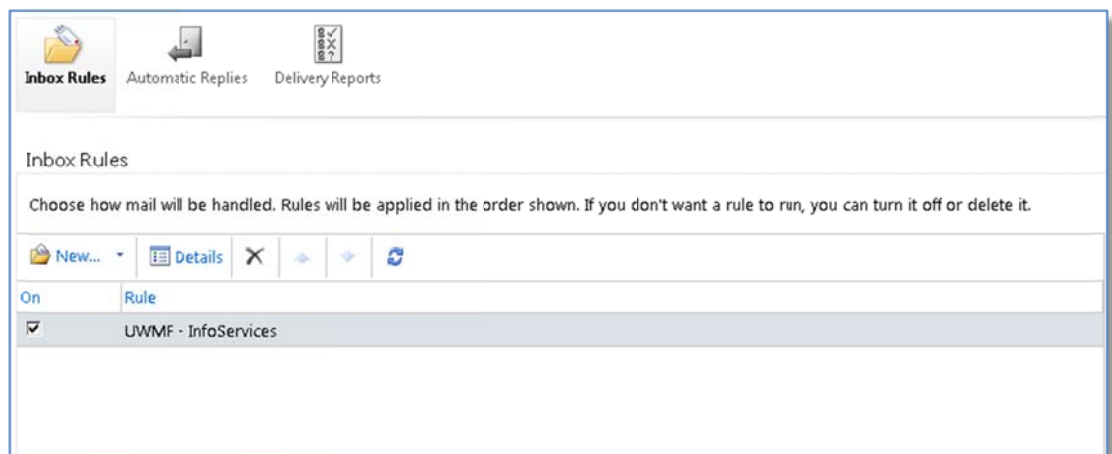 Inbox Rules
Automatic Replies
Delivery Reports
Inbox Rules
Choose how mail will be handled. Rules will be applied in the order shown. If you don't want a rule to run, you can turn it off or delete it.
New... Details
On Rule
UWMF - InfoServices